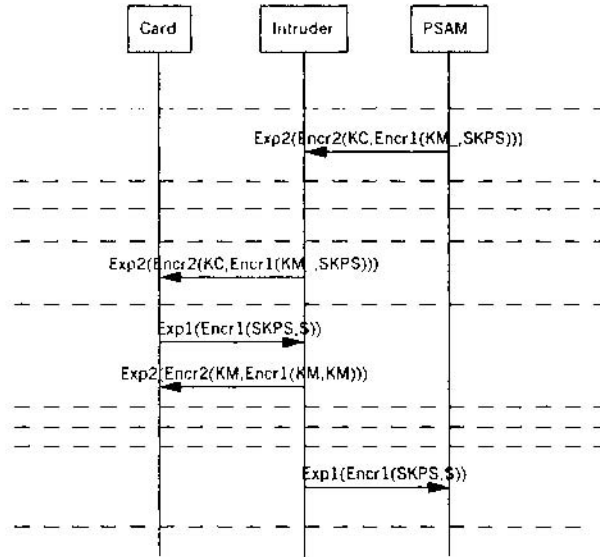 Card Intruder PSAM
Exp2(Encr2(KC,Encr1(KM_,SKPS)))
Exp2(Encr2(KC,Encr1(KM_,SKPS)))
Exp1(Encr1(SKPS,S))
Exp2(Encr2(KM,Encr1(KM,KM)))
Exp1(Encr1(SKPS,S))